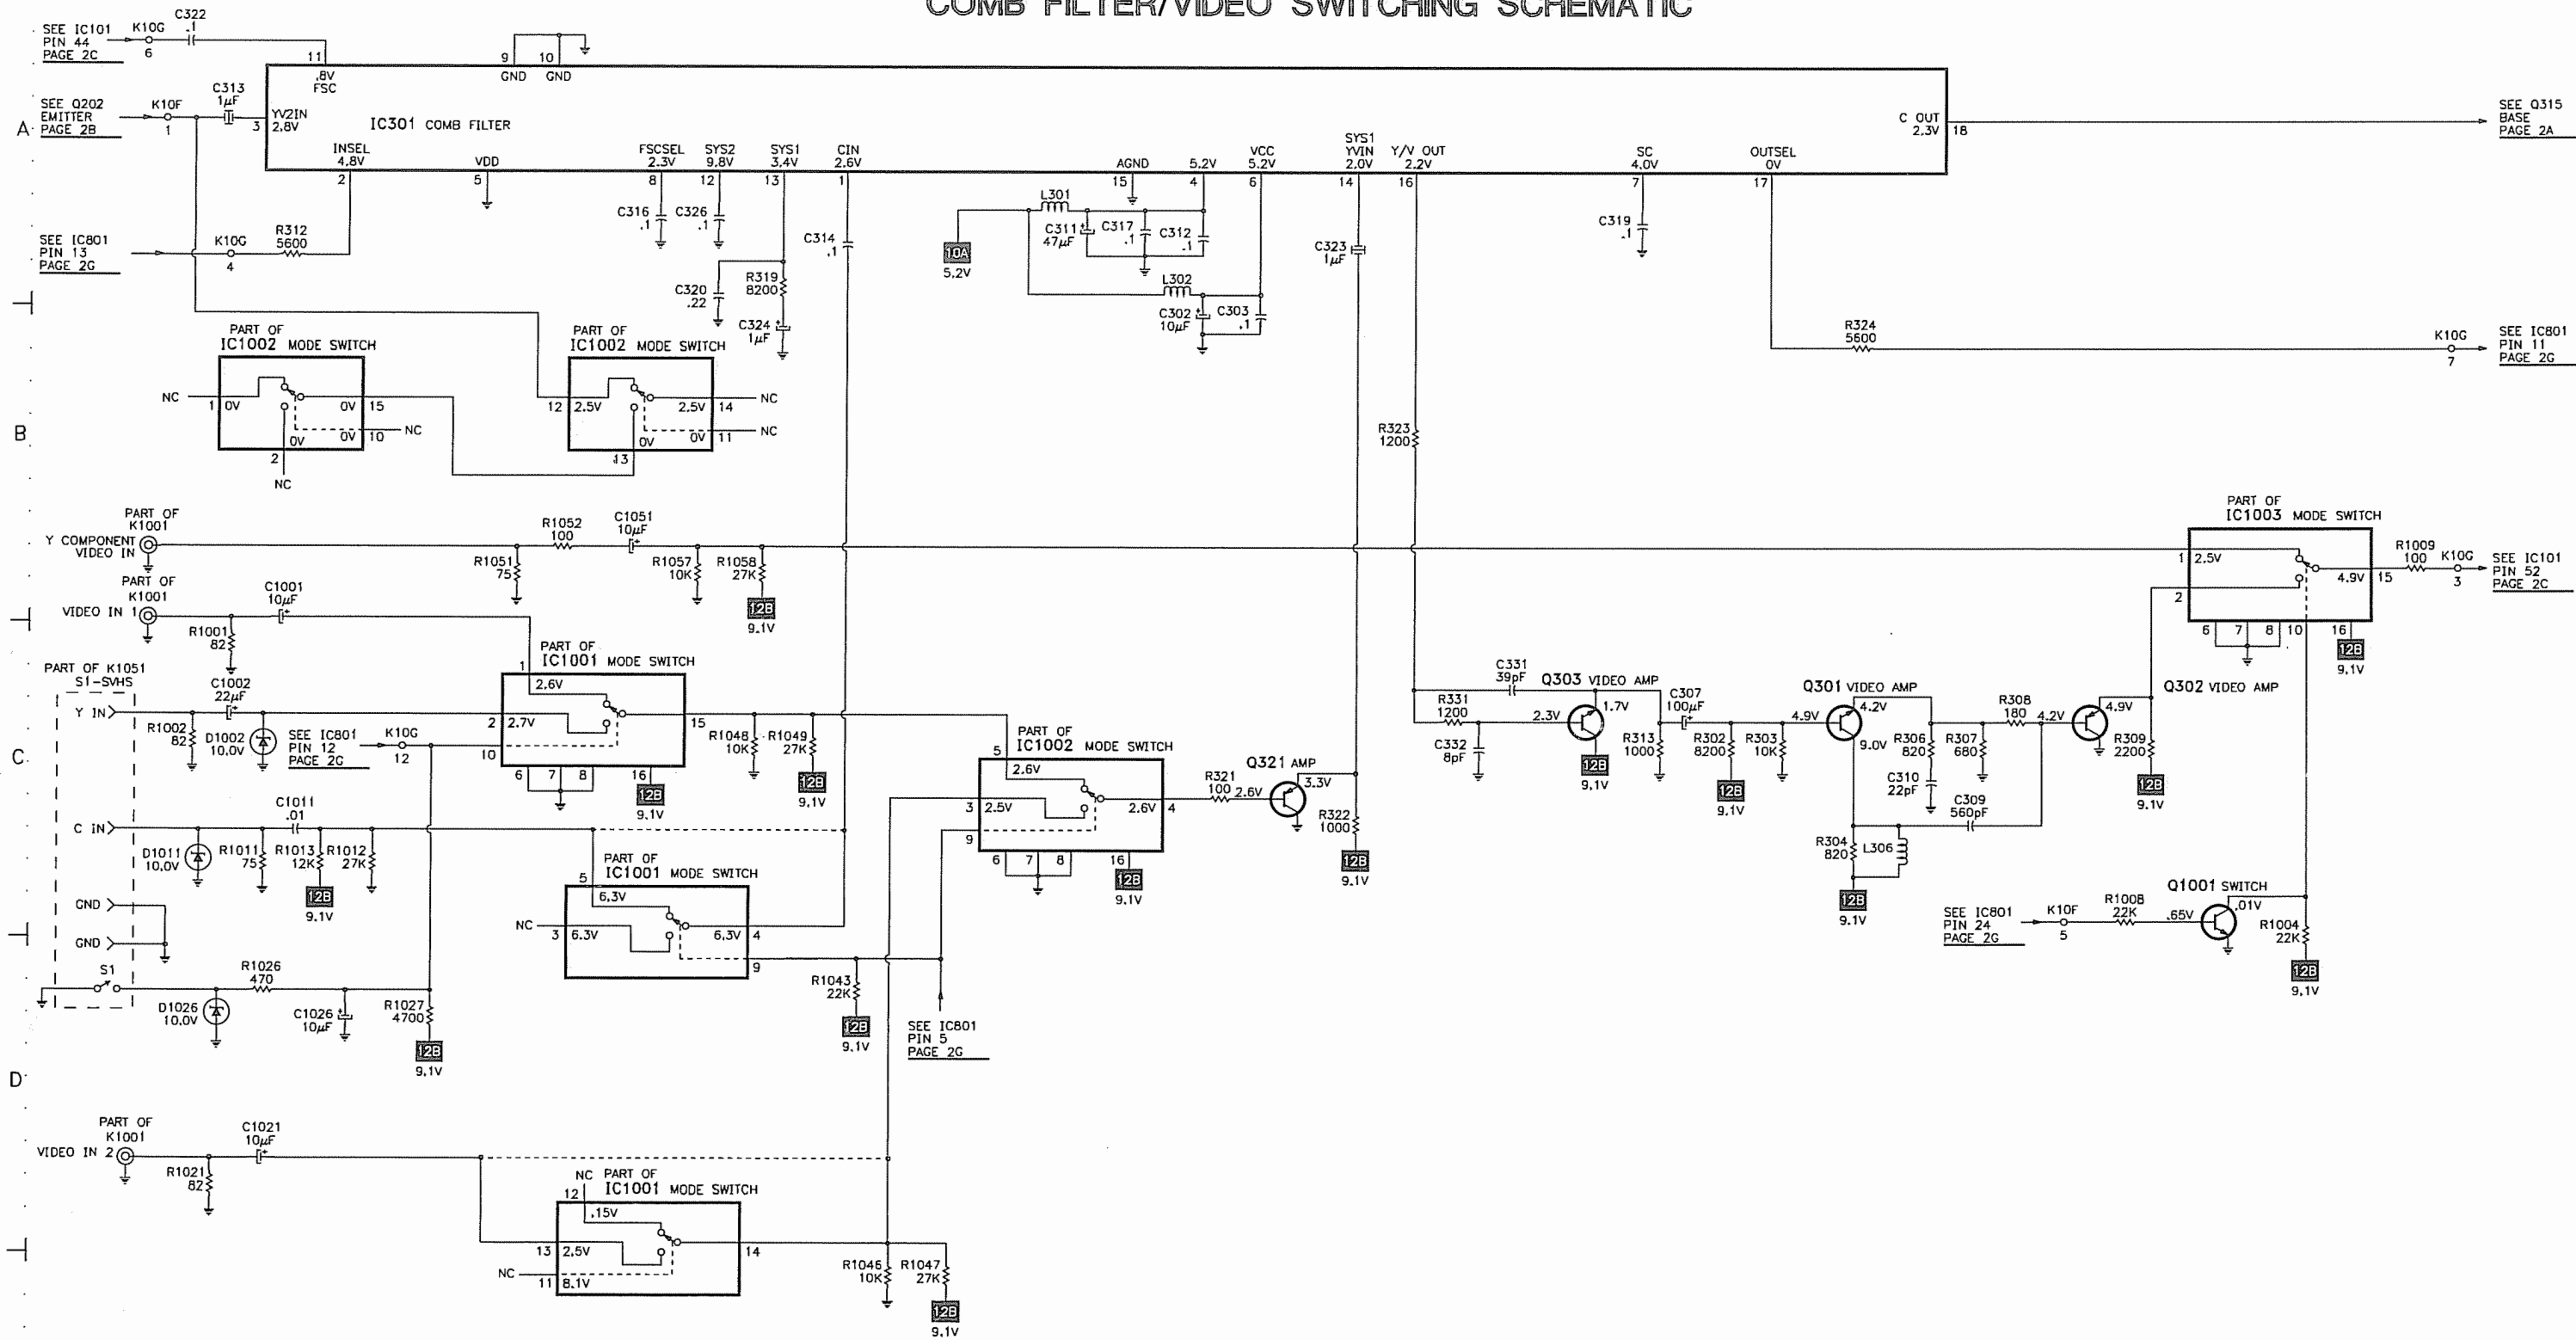 COMB FILTER/VIDEO SWITCHING SCHEMATIC
SEE IC101
PIN 44
PAGE 2C
K10G
6
C322
.1
11
.8V
FSC
9
GND
10
GND
SEE Q202
EMITTER
PAGE 2B
K10F
1
C313
1µF
3
YV2IN
2.8V
IC301 COMB FILTER
C OUT
2.3V
18
SEE Q315
BASE
PAGE 2A
A
INSEL
4.8V
2
VDD
5
FSCSEL
2.3V
8
SYS2
9.8V
12
SYS1
3.4V
13
CIN
2.6V
1
AGND
15
5.2V
4
VCC
5.2V
6
SYS1
YVIN
2.0V
14
Y/V OUT
2.2V
16
SC
4.0V
7
OUTSEL
0V
17
SEE IC801
PIN 13
PAGE 2G
K10G
4
R312
5600
C316
.1
C326
.1
C320
.22
R319
8200
C324
1µF
C314
.1
10A
5.2V
L301
C311
47µF
C317
.1
C312
.1
L302
C302
10µF
C303
.1
C323
1µF
C319
.1
R324
5600
K10G
7
SEE IC801
PIN 11
PAGE 2G
PART OF
IC1002 MODE SWITCH
NC
1
0V
0V
15
0V
10
NC
0V
2
NC
PART OF
IC1002 MODE SWITCH
12
2.5V
2.5V
14
NC
0V
11
NC
13
B
R323
1200
PART OF
K1001
Y COMPONENT
VIDEO IN
R1051
75
R1052
100
C1051
10µF
R1057
10K
R1058
27K
12B
9.1V
PART OF
IC1003 MODE SWITCH
1
2.5V
2
4.9V
15
6
7
8
10
16
12B
9.1V
R1009
100
K10G
3
SEE IC101
PIN 52
PAGE 2C
PART OF
K1001
VIDEO IN 1
R1001
82
C1001
10µF
PART OF K1051
S1-SVHS
Y IN
R1002
82
C1002
22µF
D1002
10.0V
SEE IC801
PIN 12
PAGE 2G
K10G
12
PART OF
IC1001 MODE SWITCH
1
2.6V
2
2.7V
10
15
6
7
8
16
12B
9.1V
R1048
10K
R1049
27K
12B
9.1V
C
PART OF
IC1002 MODE SWITCH
5
2.6V
3
2.5V
9
2.6V
4
6
7
8
16
12B
9.1V
R321
100
2.6V
Q321 AMP
3.3V
R322
1000
12B
9.1V
R331
1200
C331
39pF
C332
8pF
2.3V
Q303 VIDEO AMP
1.7V
12B
9.1V
R313
1000
C307
100µF
R302
8200
12B
9.1V
R303
10K
4.9V
Q301 VIDEO AMP
4.2V
9.0V
R306
820
C310
22pF
R307
680
R308
180
C309
560pF
R304
820
L306
12B
9.1V
4.2V
Q302 VIDEO AMP
4.9V
R309
2200
12B
9.1V
C IN
D1011
10.0V
R1011
75
C1011
.01
R1013
12K
12B
9.1V
R1012
27K
GND
GND
S1
PART OF
IC1001 MODE SWITCH
5
6.3V
NC
3
6.3V
6.3V
4
9
SEE IC801
PIN 24
PAGE 2G
K10F
5
R1008
22K
.65V
Q1001 SWITCH
.01V
R1004
22K
12B
9.1V
D1026
10.0V
R1026
470
C1026
10µF
R1027
4700
12B
9.1V
R1043
22K
12B
9.1V
SEE IC801
PIN 5
PAGE 2G
D
PART OF
K1001
VIDEO IN 2
R1021
82
C1021
10µF
NC
PART OF
IC1001 MODE SWITCH
12
.15V
13
2.5V
NC
11
8.1V
14
R1046
10K
R1047
27K
12B
9.1V